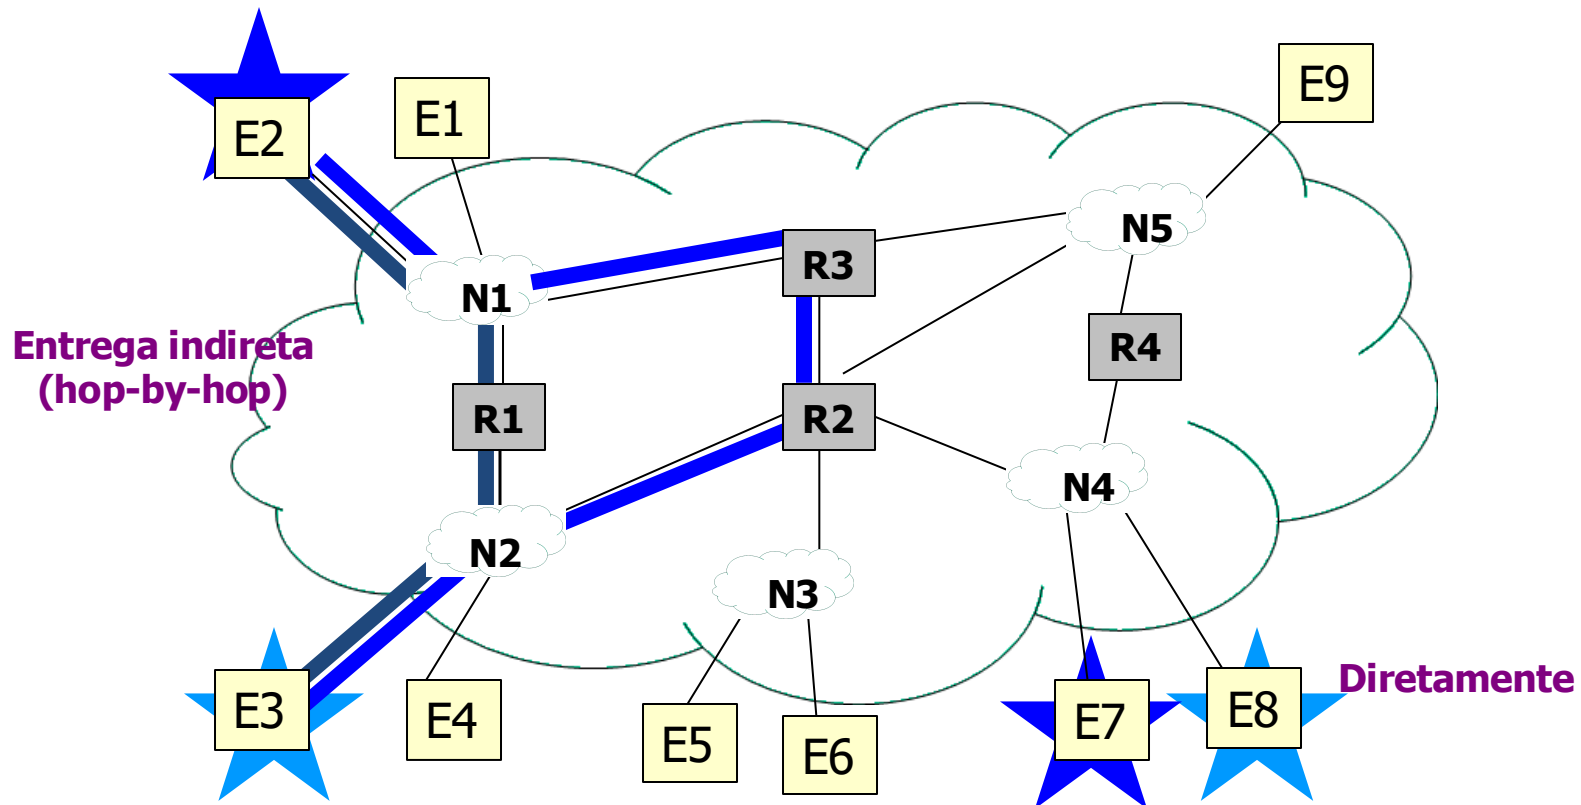 E9
E1
E2
N5
R3
N1
Entrega indireta
(hop-by-hop)
R4
R1
R2
N4
N2
N3
Diretamente
E3
E4
E7
E8
E5
E6